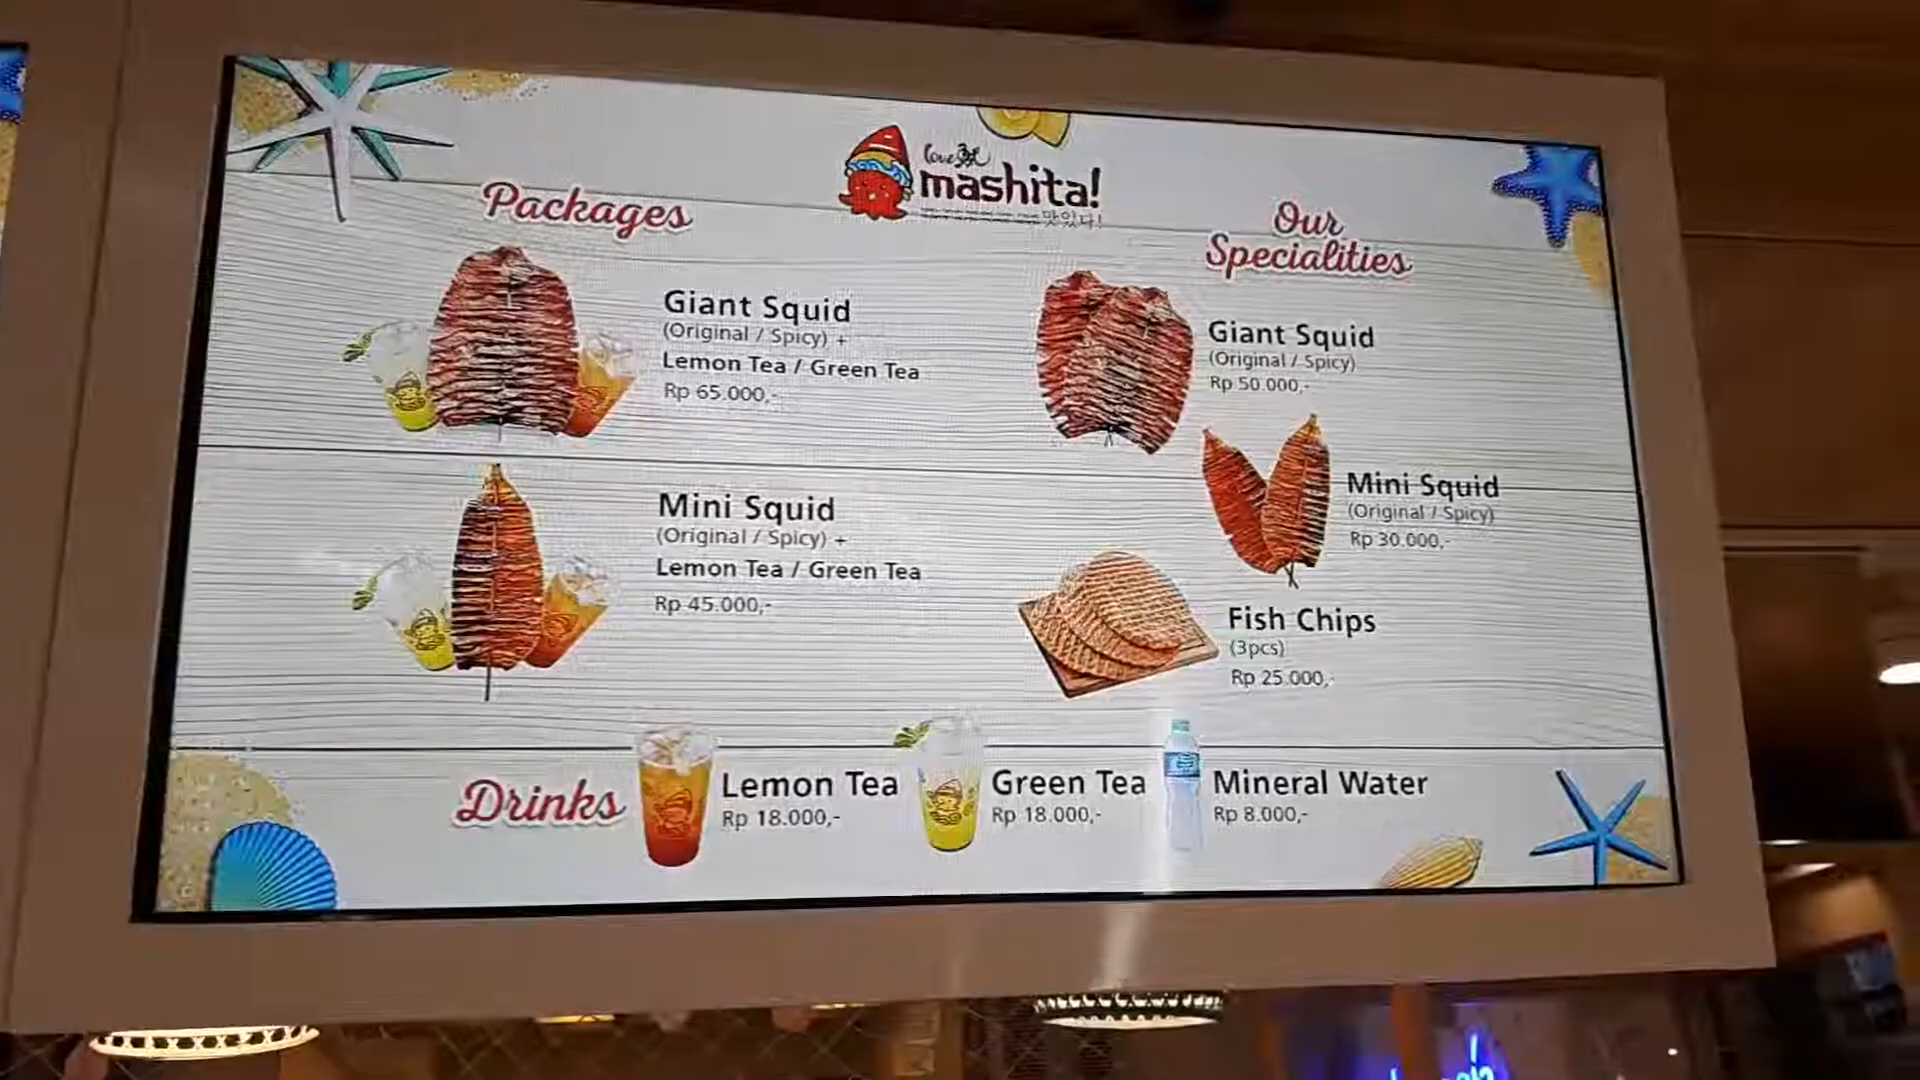 Love
mashita!
맛있다!
Packages
Giant Squid
(Original / Spicy) +
Lemon Tea / Green Tea
Rp 65.000,-
Mini Squid
(Original / Spicy) +
Lemon Tea / Green Tea
Rp 45.000,-
Our
Specialities
Giant Squid
(Original / Spicy)
Rp 50.000,-
Mini Squid
(Original / Spicy)
Rp 30.000,-
Fish Chips
(3pcs)
Rp 25.000,-
Drinks
Lemon Tea
Rp 18.000,-
Green Tea
Rp 18.000,-
Mineral Water
Rp 8.000,-